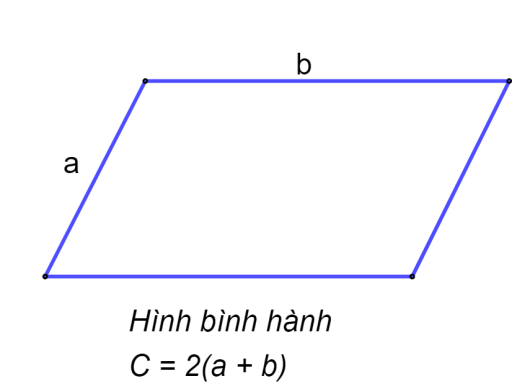 b
a
Hình bình hành
C = 2(a + b)